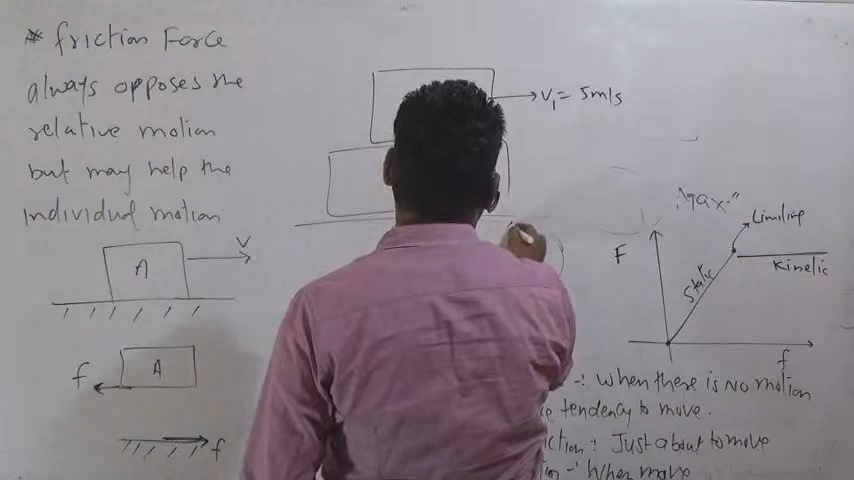 * friction Force
always opposes the
relative motion
but may help the
individual motion
A
V
f
A
f
V₁ = 5m/s
Limiting
F
Static
Kinetic
f
-: When there is No motion
tendency to move.
ction : Just about to move
-: When move